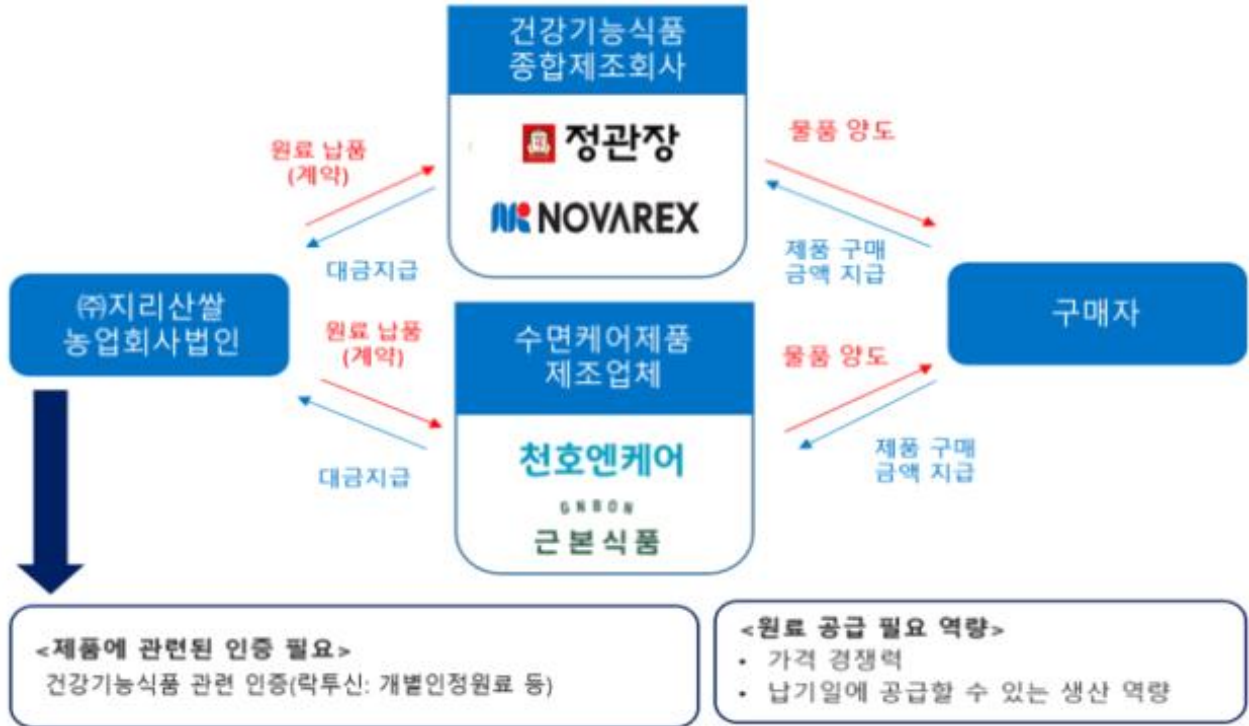 건강기능식품
종합제조회사
정관장
NOVAREX
원료 납품
(계약)
대금지급
물품 양도
제품 구매
금액 지급
㈜지리산쌀
농업회사법인
구매자
원료 납품
(계약)
대금지급
수면케어제품
제조업체
천호엔케어
GNBON
근본식품
물품 양도
제품 구매
금액 지급
<제품에 관련된 인증 필요>
건강기능식품 관련 인증(락투신: 개별인정원료 등)
<원료 공급 필요 역량>
• 가격 경쟁력
• 납기일에 공급할 수 있는 생산 역량